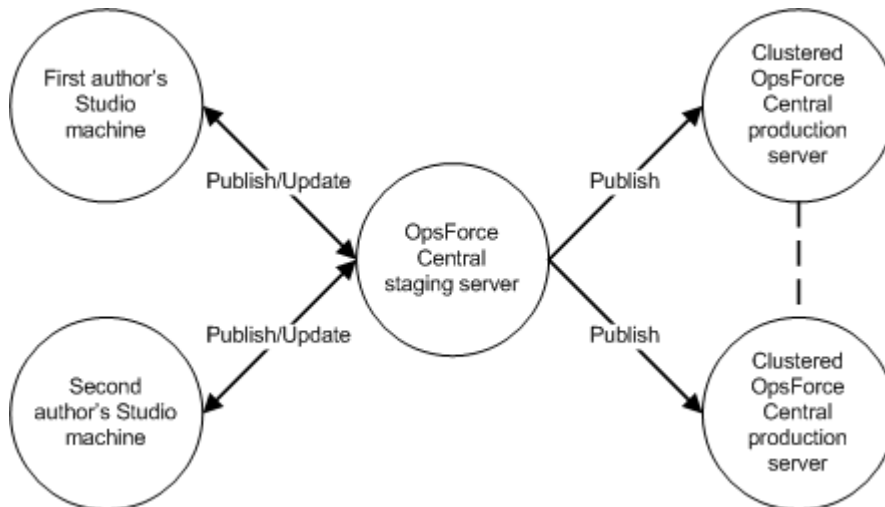 First author's
Studio
machine
Publish/Update
OpsForce
Central
staging server
Publish/Update
Second
author's Studio
machine
Publish
Clustered
OpsForce
Central
production
server
Publish
Clustered
OpsForce
Central
production
server